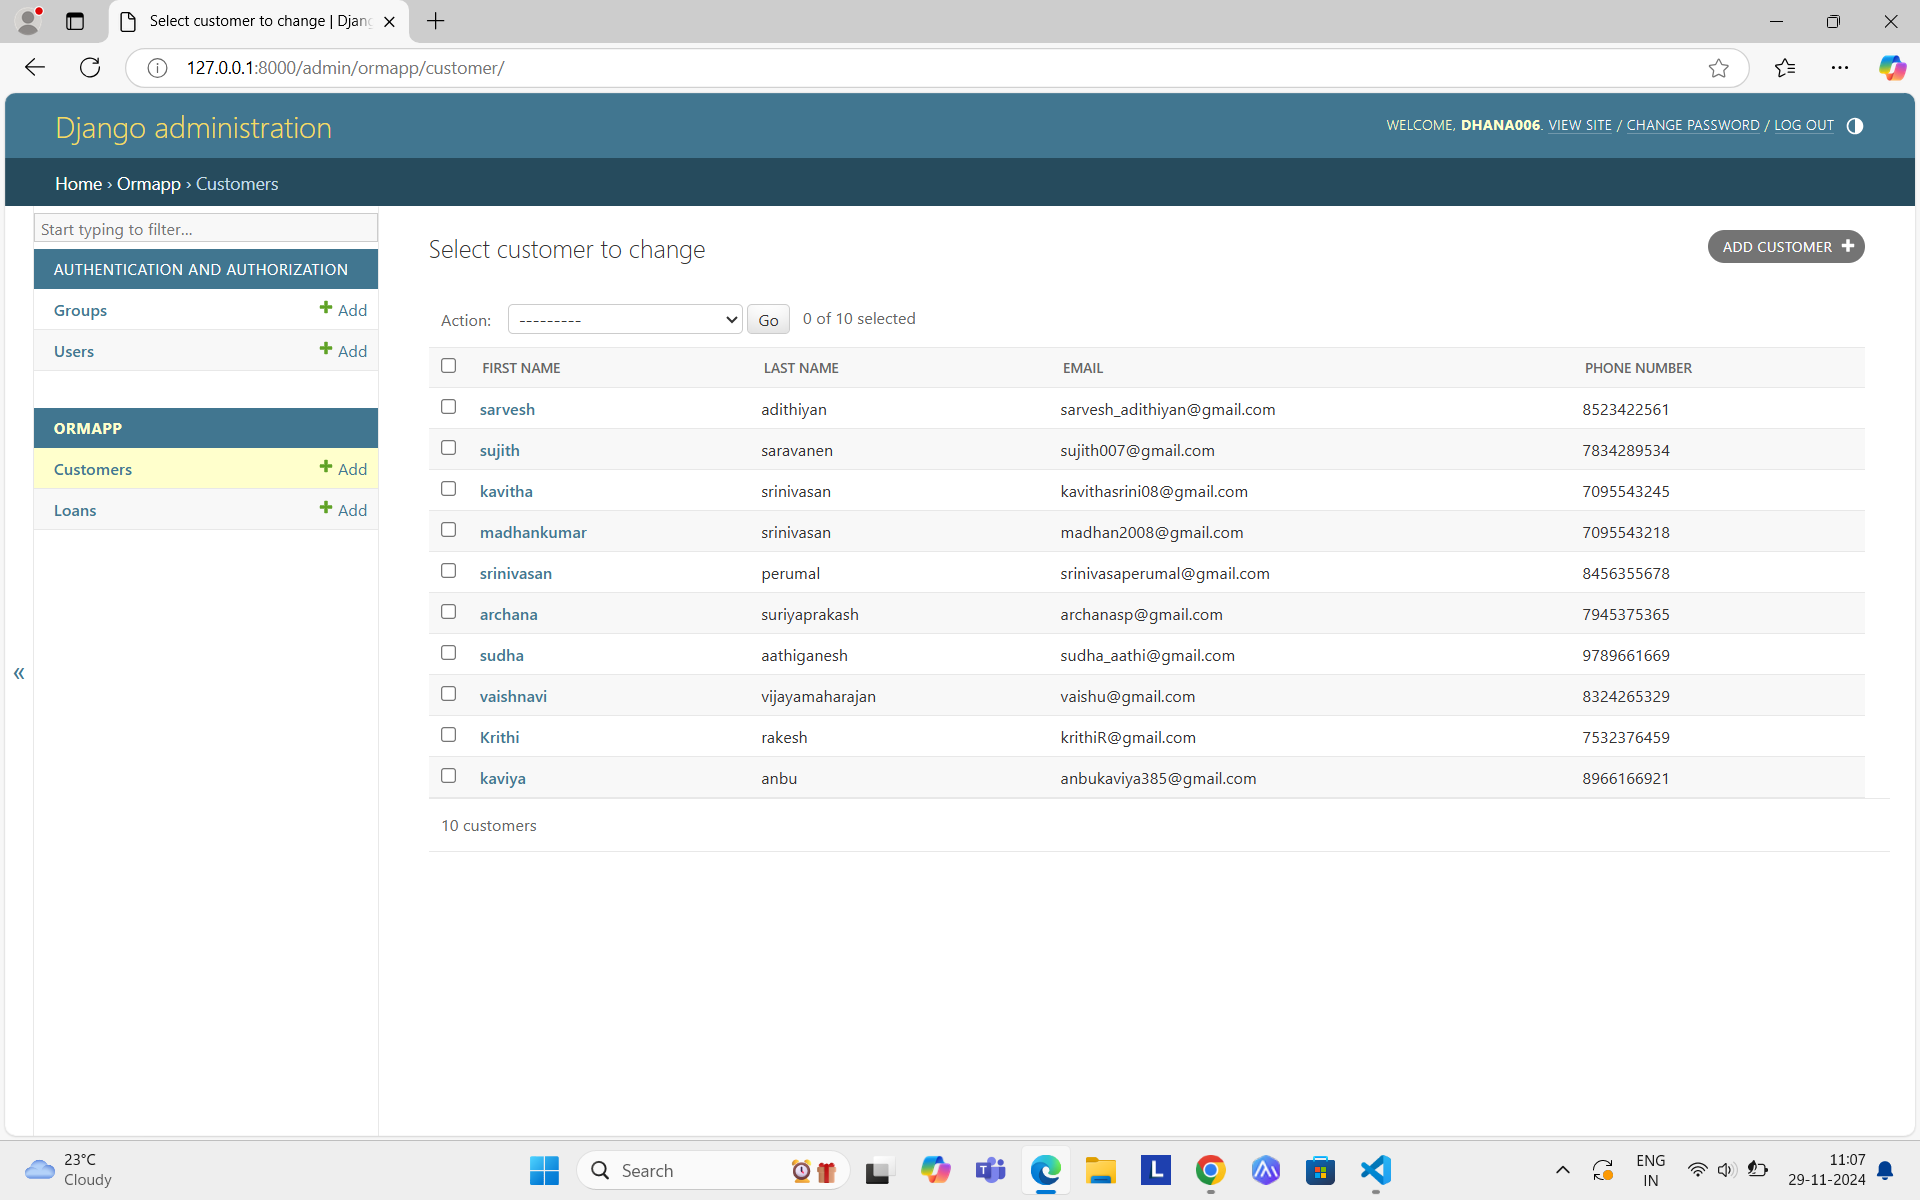 Select customer to change | Djang
127.0.0.1:8000/admin/ormapp/customer/
Django administration
WELCOME, DHANA006. VIEW SITE / CHANGE PASSWORD / LOG OUT
Home › Ormapp › Customers
Start typing to filter...
AUTHENTICATION AND AUTHORIZATION
Groups Add
Users Add
ORMAPP
Customers Add
Loans Add
«
Select customer to change
ADD CUSTOMER
Action: --------- Go 0 of 10 selected
FIRST NAME LAST NAME EMAIL PHONE NUMBER
sarvesh adithiyan sarvesh_adithiyan@gmail.com 8523422561
sujith saravanen sujith007@gmail.com 7834289534
kavitha srinivasan kavithasrini08@gmail.com 7095543245
madhankumar srinivasan madhan2008@gmail.com 7095543218
srinivasan perumal srinivasaperumal@gmail.com 8456355678
archana suriyaprakash archanasp@gmail.com 7945375365
sudha aathiganesh sudha_aathi@gmail.com 9789661669
vaishnavi vijayamaharajan vaishu@gmail.com 8324265329
Krithi rakesh krithiR@gmail.com 7532376459
kaviya anbu anbukaviya385@gmail.com 8966166921
10 customers
23°C
Cloudy
Search
L
ENG
IN
11:07
29-11-2024